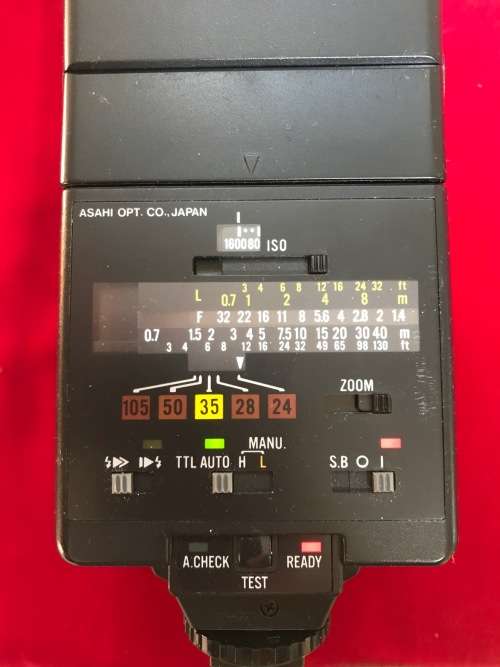 ASAHI OPT. CO.,JAPAN
160080 ISO
3 4 6 8 12 16 24 32 . ft
L 0.7 1 2 4 8 m
F 32 22 16 11 8 5.6 4 2.8 2 1.4
0.7 1.5 2 3 4 5 7.5 10 15 20 30 40 m
3 4 6 8 12 16 24 32 49 65 98 130 ft
105 50 35 28 24
ZOOM
MANU.
TTL AUTO H L
S.B O I
A.CHECK READY
TEST